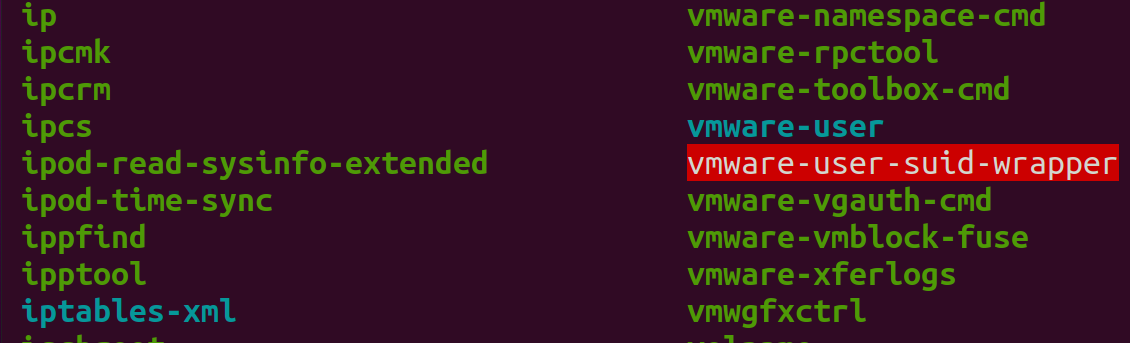 ip vmware-namespace-cmd
ipcmk vmware-rpctool
ipcrm vmware-toolbox-cmd
ipcs vmware-user
ipod-read-sysinfo-extended vmware-user-suid-wrapper
ipod-time-sync vmware-vgauth-cmd
ippfind vmware-vmblock-fuse
ipptool vmware-xferlogs
iptables-xml vmwgfxctrl